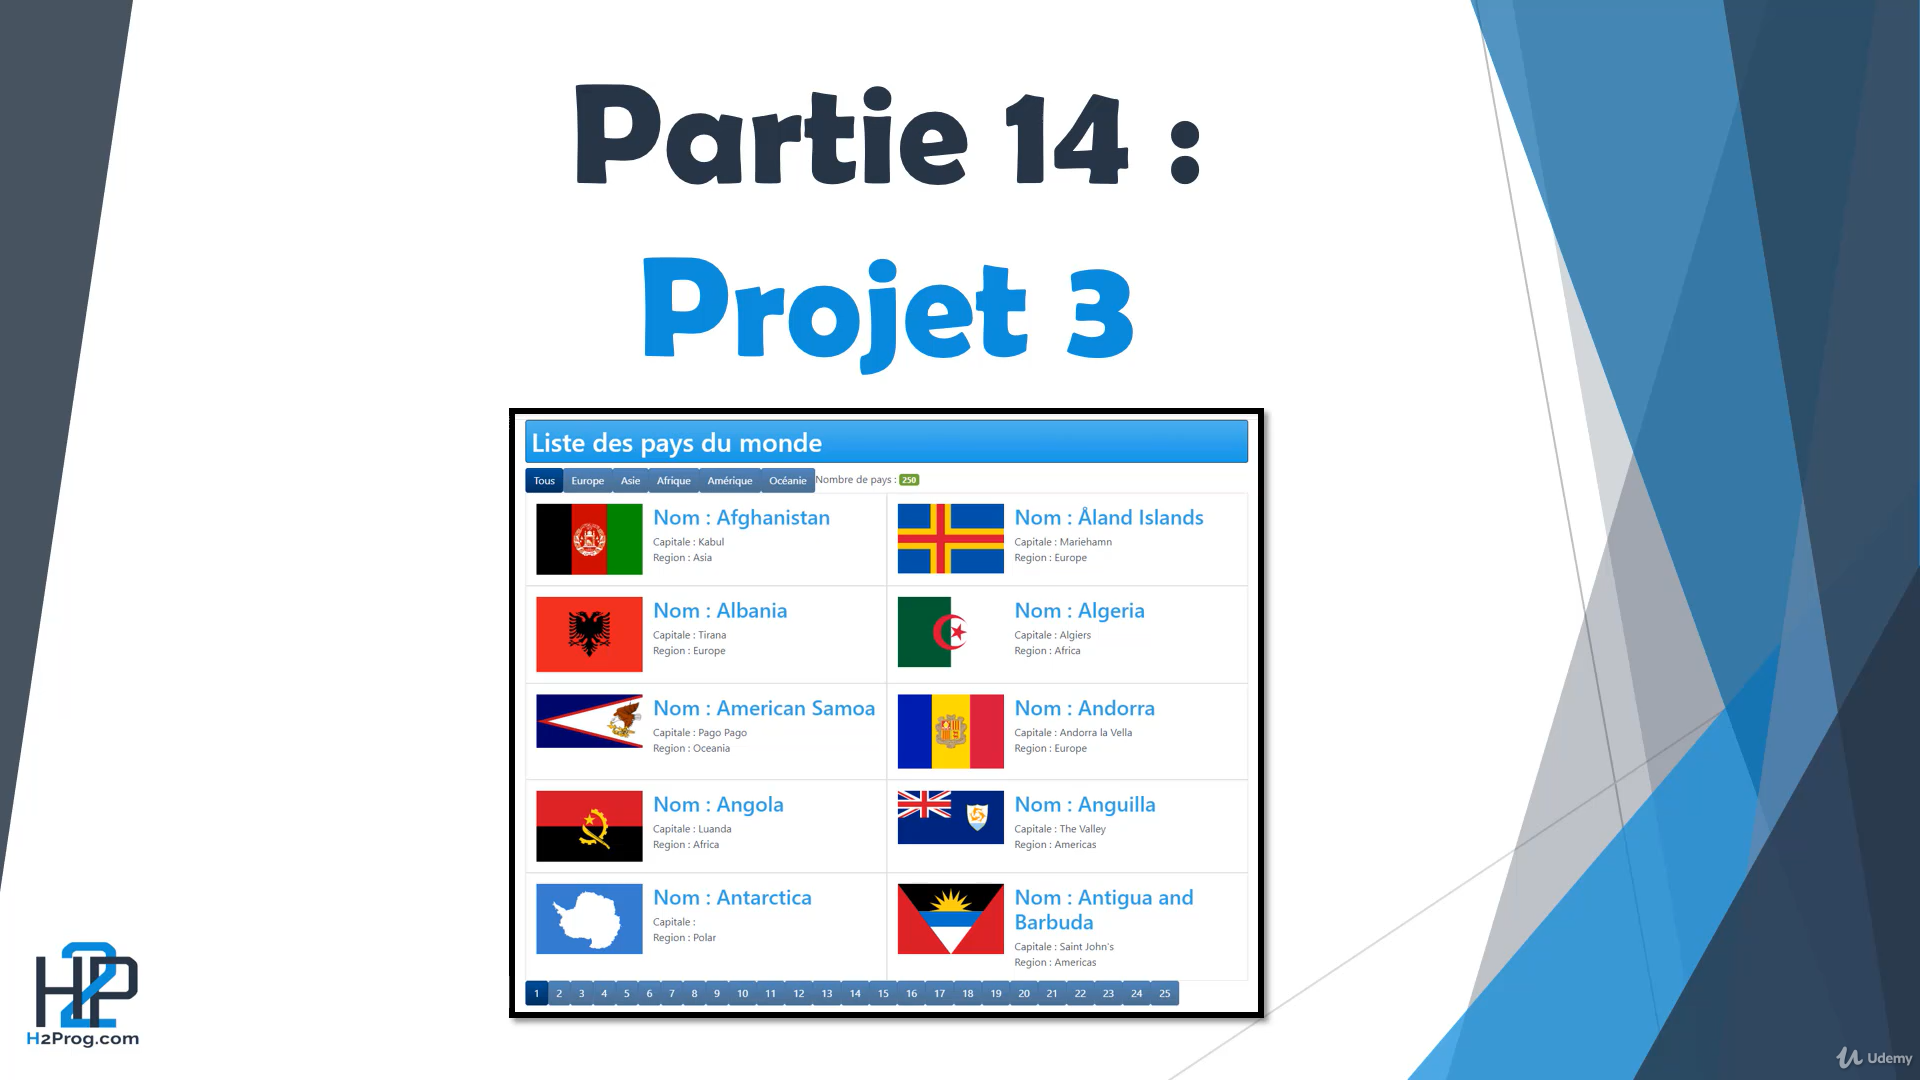 Partie 14 :
Projet 3
Liste des pays du monde
Tous Europe Asie Afrique Amérique Océanie Nombre de pays : 250
Nom : Afghanistan
Capitale : Kabul
Region : Asia
Nom : Åland Islands
Capitale : Mariehamn
Region : Europe
Nom : Albania
Capitale : Tirana
Region : Europe
Nom : Algeria
Capitale : Algiers
Region : Africa
Nom : American Samoa
Capitale : Pago Pago
Region : Oceania
Nom : Andorra
Capitale : Andorra la Vella
Region : Europe
Nom : Angola
Capitale : Luanda
Region : Africa
Nom : Anguilla
Capitale : The Valley
Region : Americas
Nom : Antarctica
Capitale :
Region : Polar
Nom : Antigua and
Barbuda
Capitale : Saint John's
Region : Americas
1 2 3 4 5 6 7 8 9 10 11 12 13 14 15 16 17 18 19 20 21 22 23 24 25
H2P
H2Prog.com
Udemy